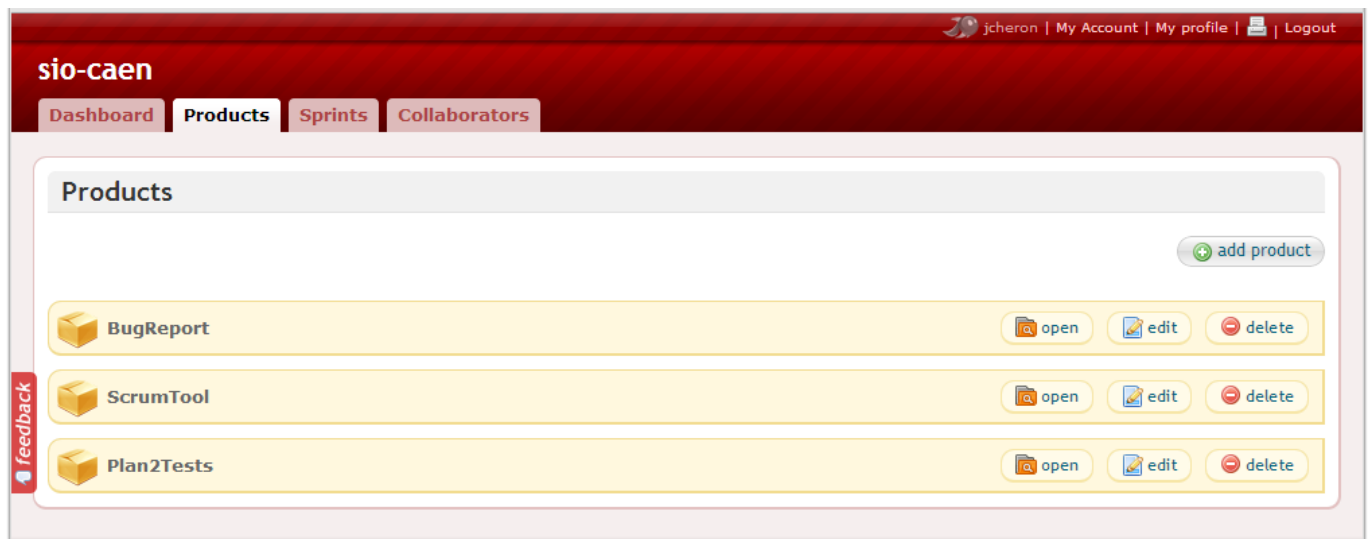 jcheron | My Account | My profile | | Logout
sio-caen
Dashboard Products Sprints Collaborators
Products
add product
BugReport open edit delete
ScrumTool open edit delete
Plan2Tests open edit delete
feedback